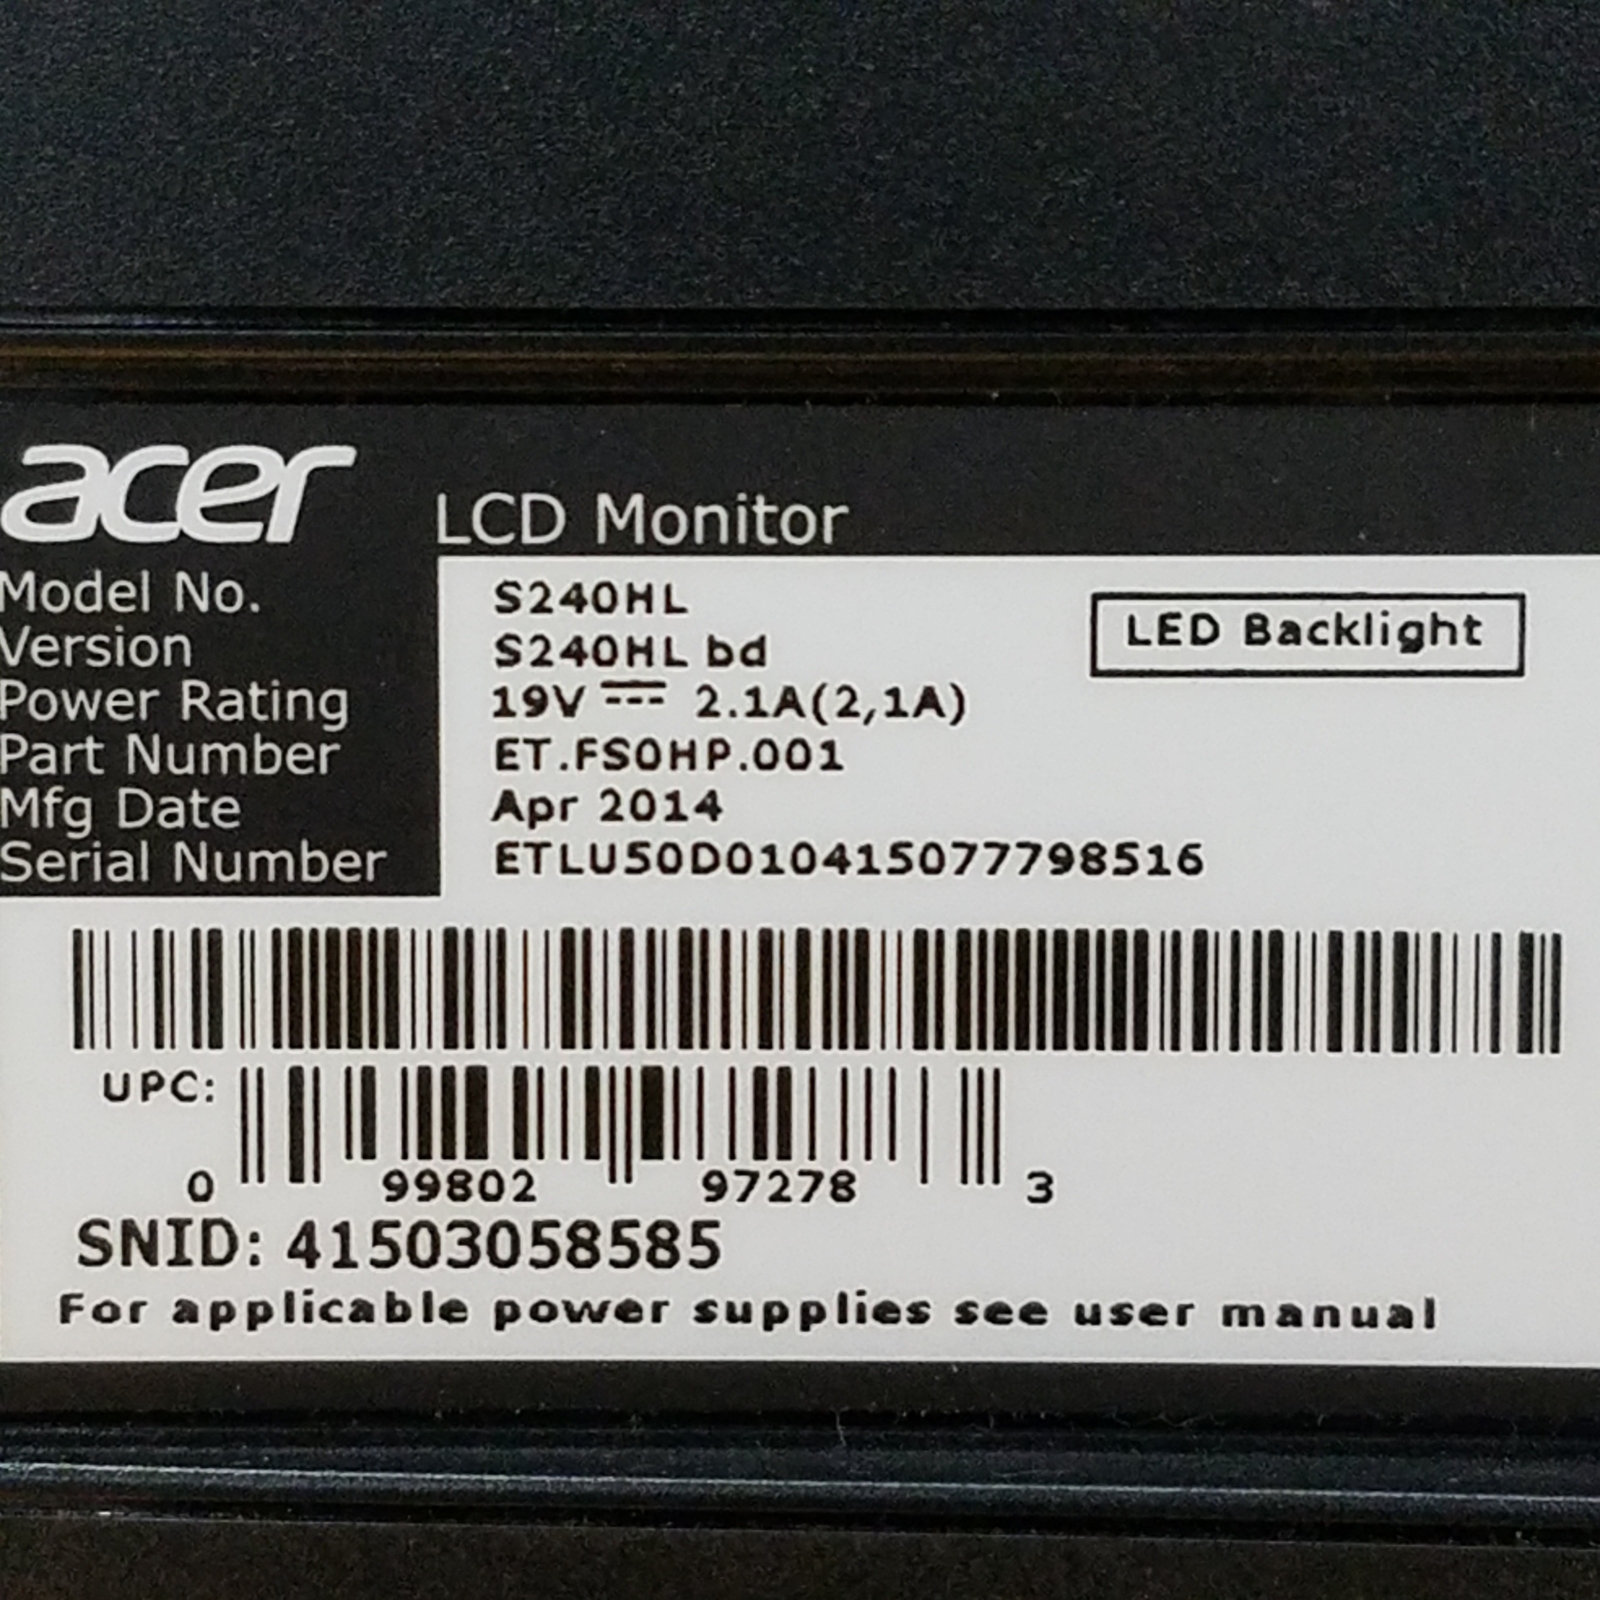 acer LCD Monitor
Model No. S240HL
LED Backlight
Version S240HL bd
Power Rating 19V ⎓ 2.1A(2,1A)
Part Number ET.FS0HP.001
Mfg Date Apr 2014
Serial Number ETLU50D010415077798516
UPC:
0 99802 97278 3
SNID: 41503058585
For applicable power supplies see user manual